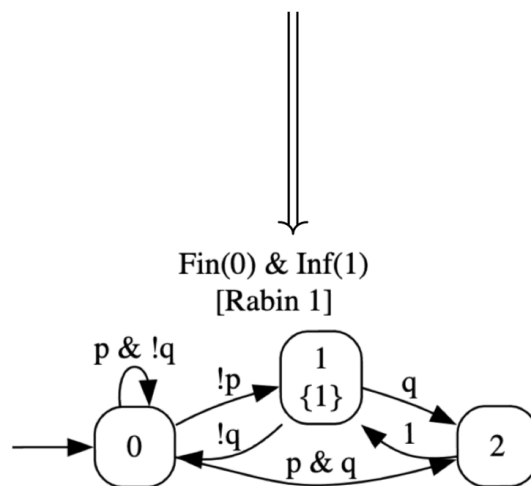 Fin(0) & Inf(1)
[Rabin 1]
p & !q
1
{1}
!p
q
!q
1
0
2
p & q